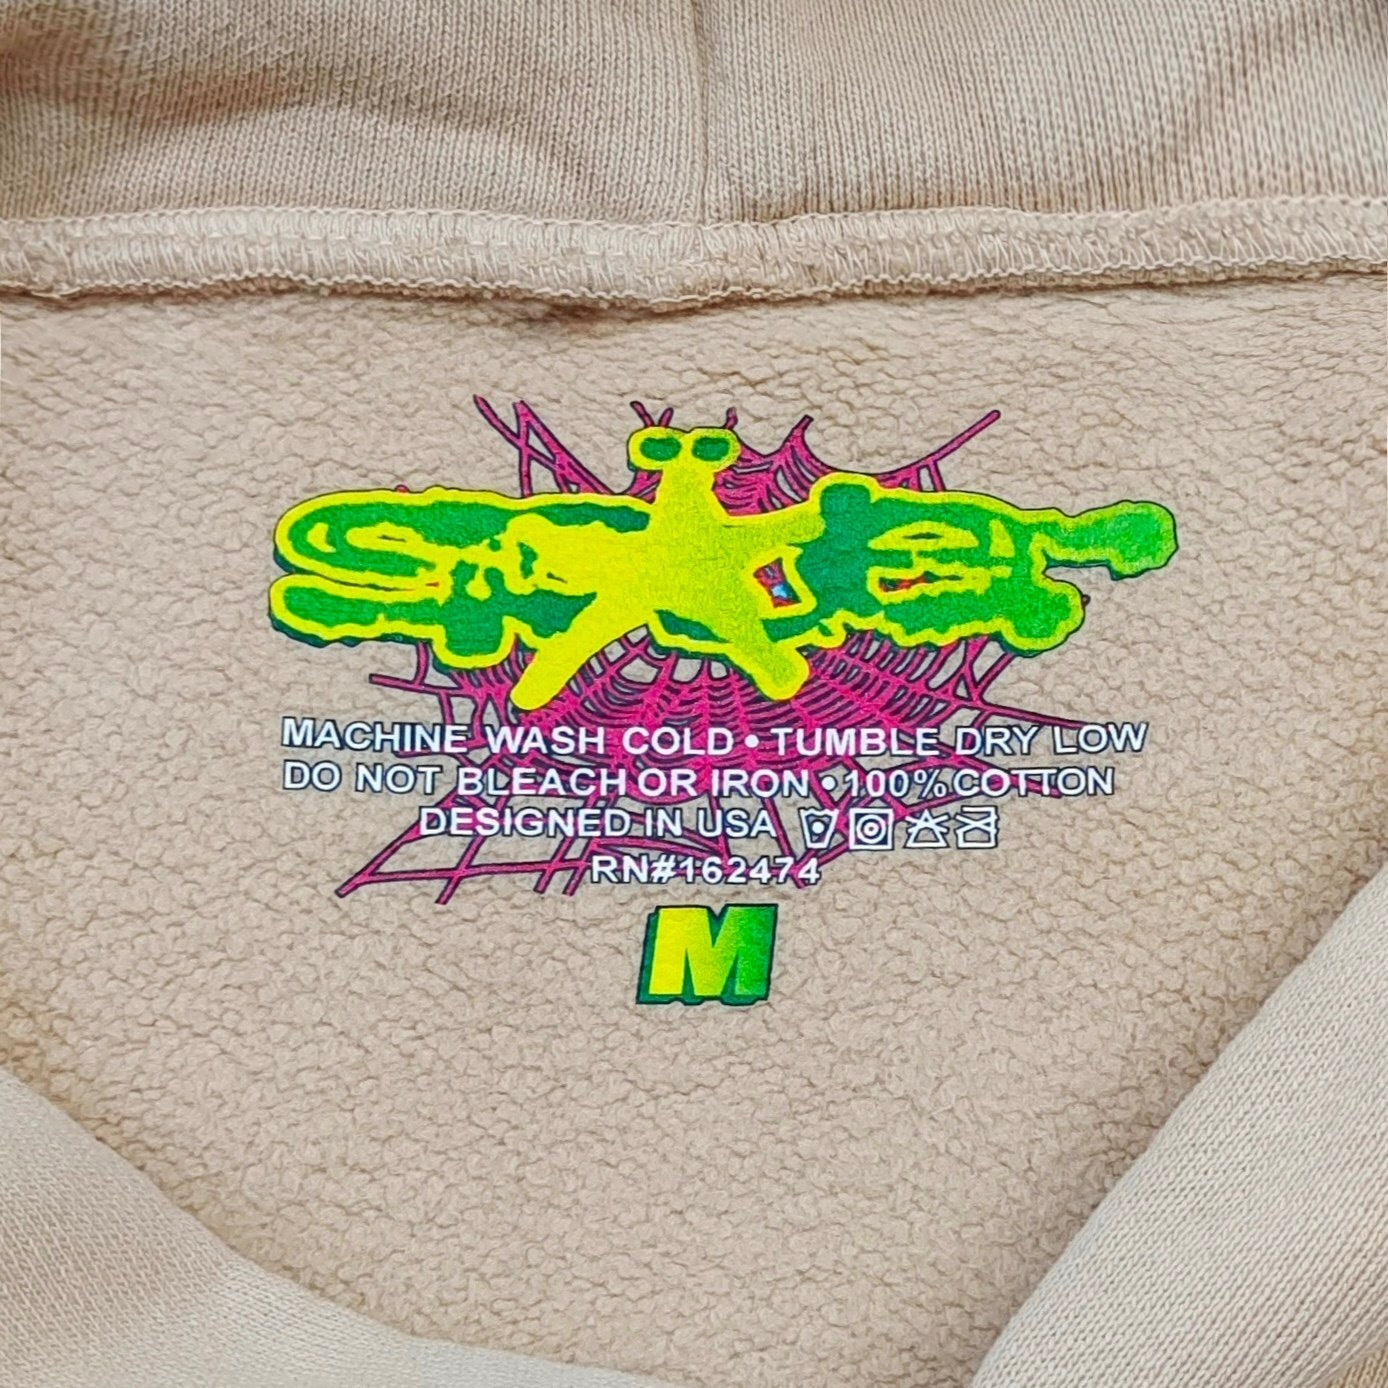 MACHINE WASH COLD • TUMBLE DRY LOW
DO NOT BLEACH OR IRON • 100% COTTON
DESIGNED IN USA
RN#162474
M